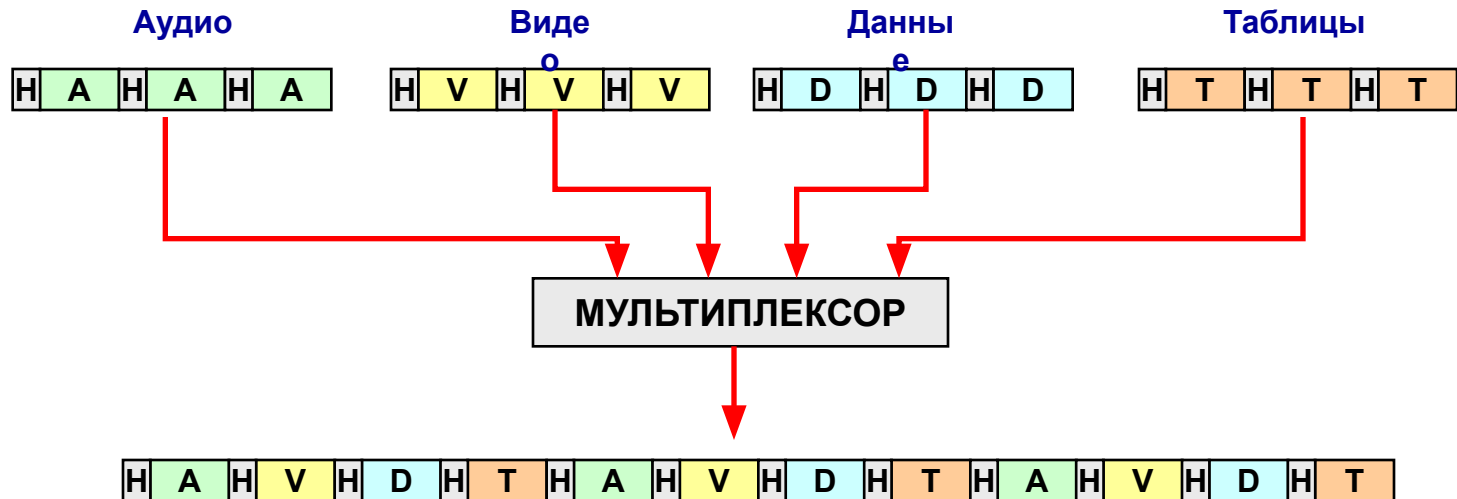 Аудио
Виде
о
Данны
е
Таблицы
H A H A H A
H V H V H V
H D H D H D
H T H T H T
МУЛЬТИПЛЕКСОР
H A H V H D H T H A H V H D H T H A H V H D H T